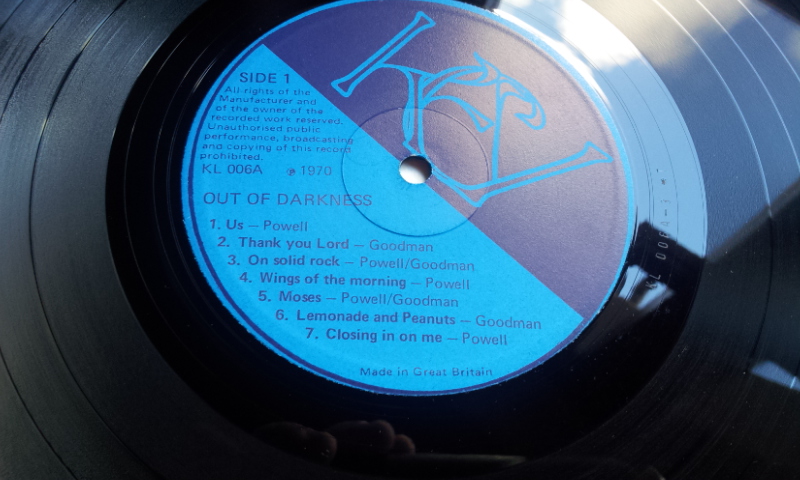 KEY
SIDE 1
All rights of the
Manufacturer and
of the owner of the
recorded work reserved.
Unauthorised public
performance, broadcasting
and copying of this record
prohibited.
KL 006A ℗ 1970
OUT OF DARKNESS
1. Us — Powell
2. Thank you Lord — Goodman
3. On solid rock — Powell/Goodman
4. Wings of the morning — Powell
5. Moses — Powell/Goodman
6. Lemonade and Peanuts — Goodman
7. Closing in on me — Powell
Made in Great Britain